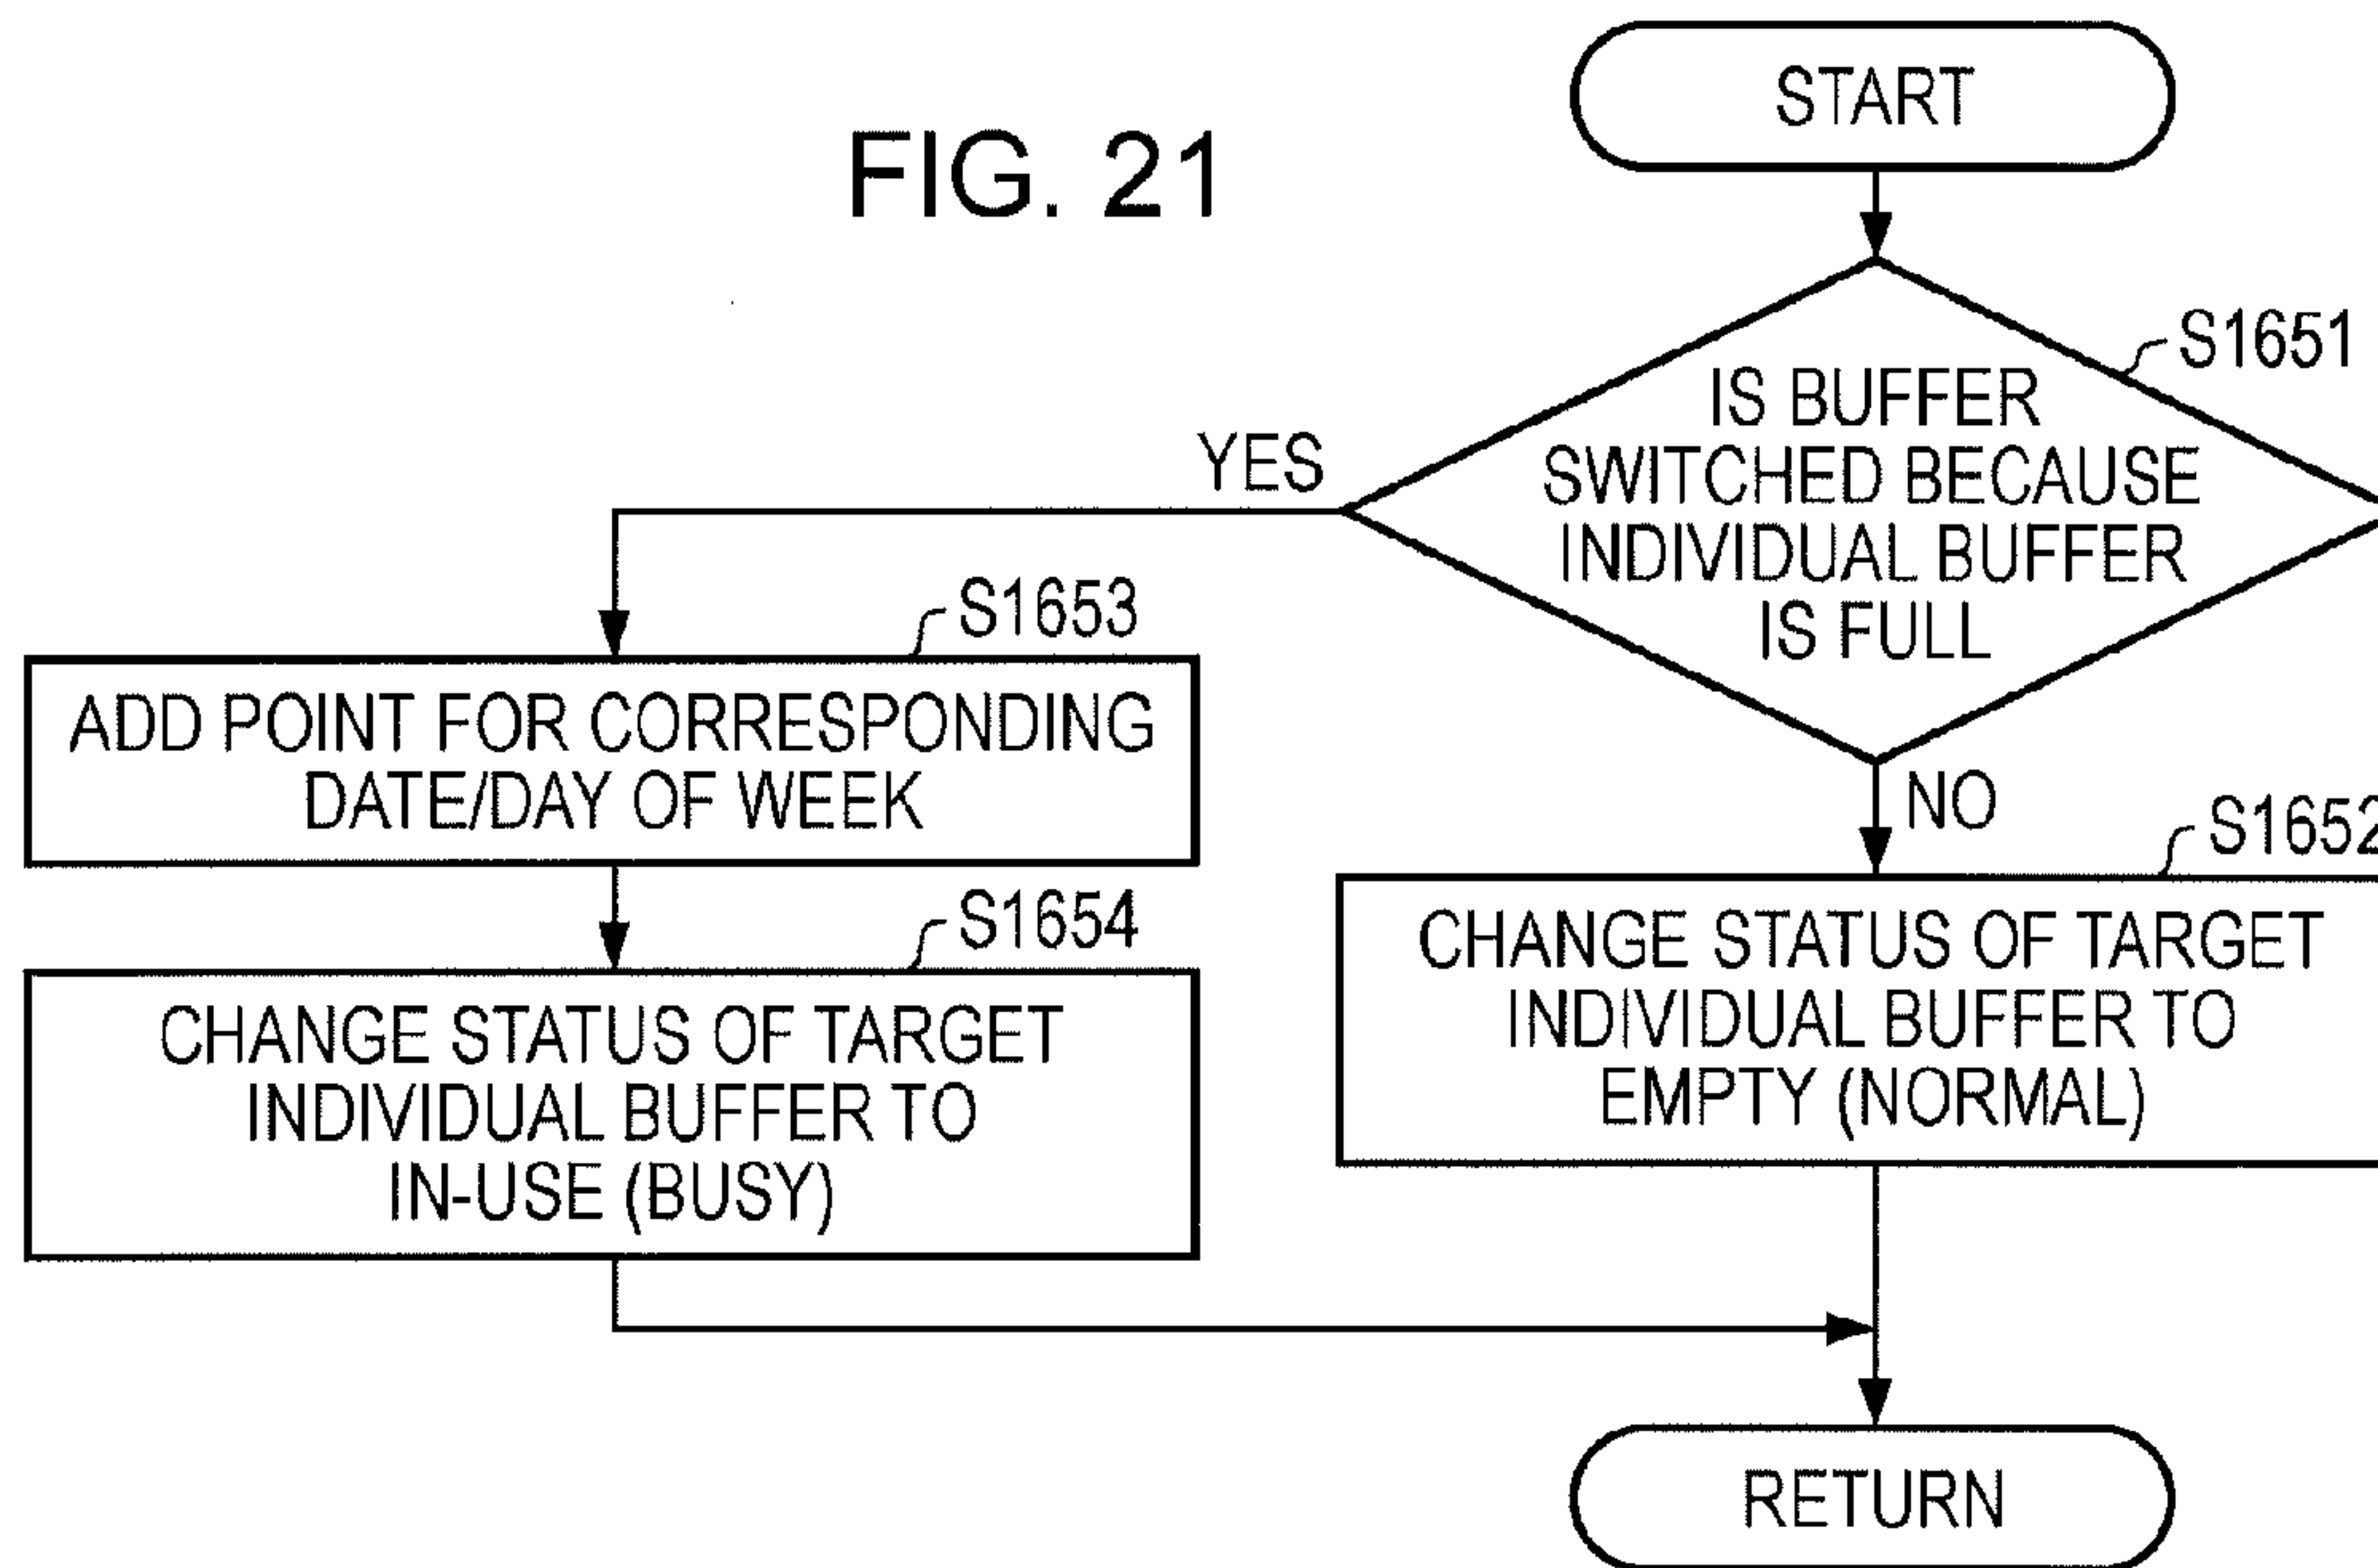 FIG. 21
START
S1651
IS BUFFER
SWITCHED BECAUSE
INDIVIDUAL BUFFER
IS FULL
YES
NO
S1653
ADD POINT FOR CORRESPONDING
DATE/DAY OF WEEK
S1654
CHANGE STATUS OF TARGET
INDIVIDUAL BUFFER TO
IN-USE (BUSY)
S1652
CHANGE STATUS OF TARGET
INDIVIDUAL BUFFER TO
EMPTY (NORMAL)
RETURN